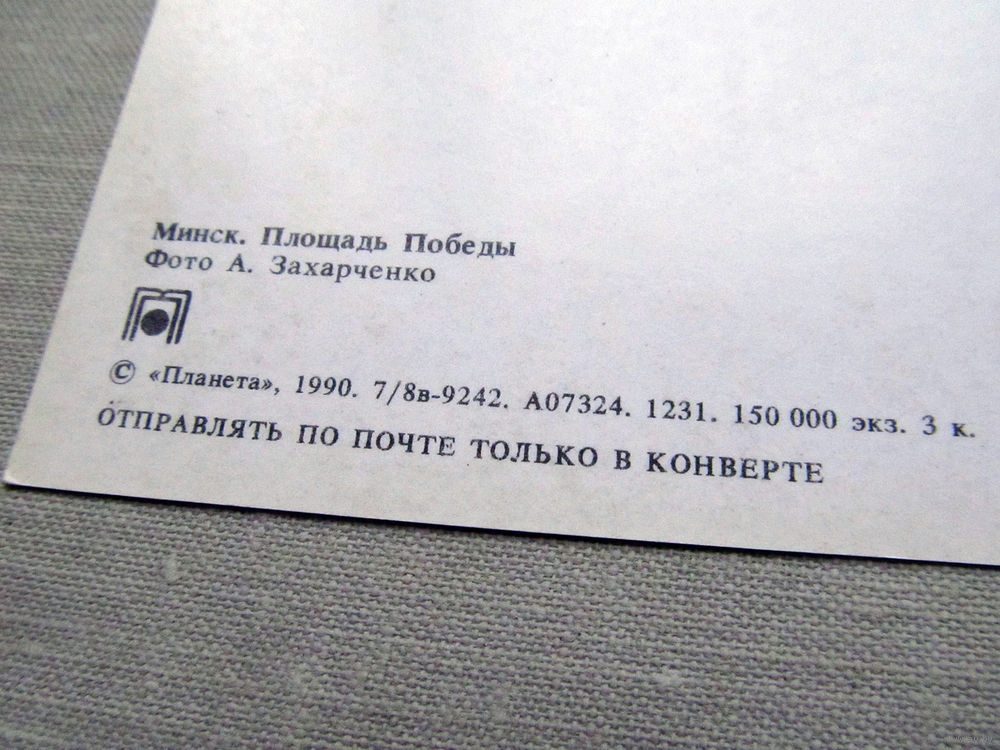 Минск. Площадь Победы
Фото А. Захарченко
© «Планета», 1990. 7/8в-9242. А07324. 1231. 150 000 экз. 3 к.
ОТПРАВЛЯТЬ ПО ПОЧТЕ ТОЛЬКО В КОНВЕРТЕ